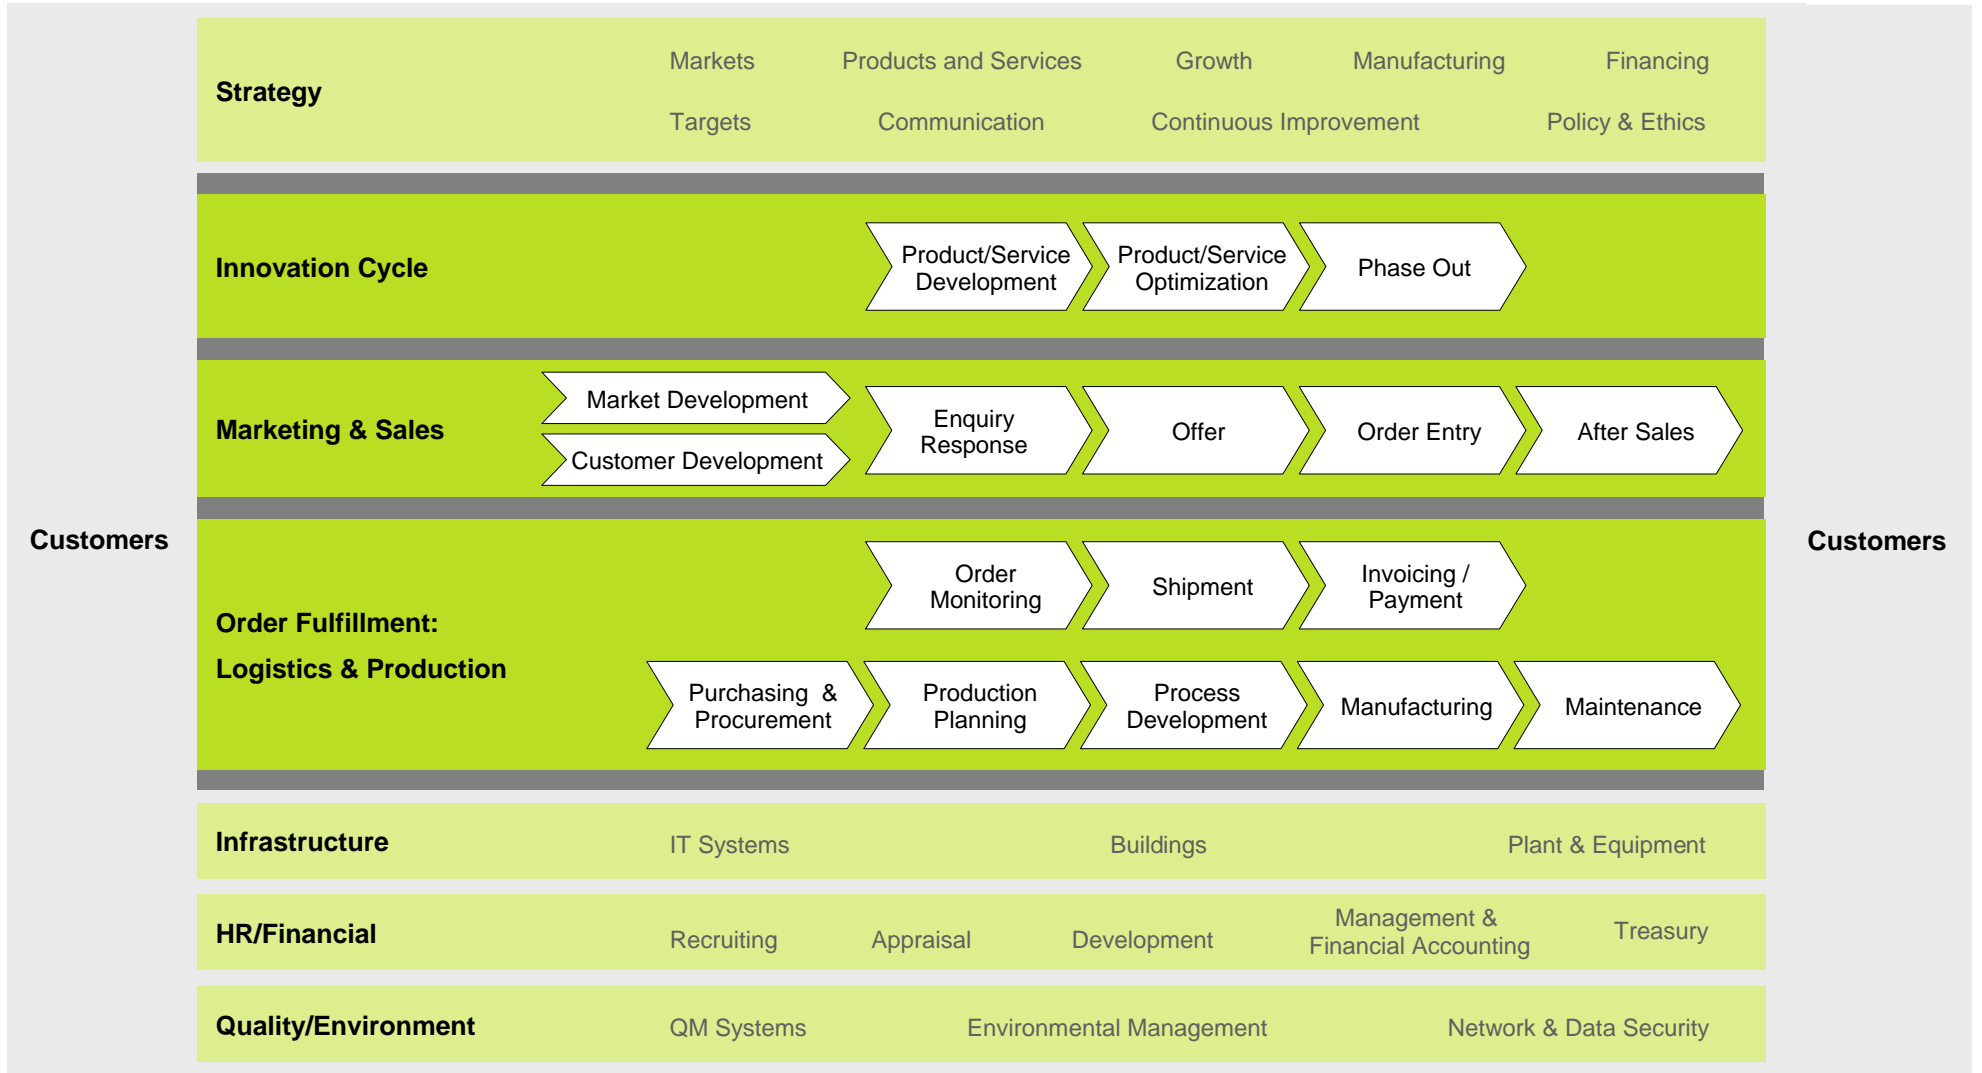 Customers
Strategy
Markets
Products and Services
Growth
Manufacturing
Financing
Targets
Communication
Continuous Improvement
Policy & Ethics
Innovation Cycle
Product/Service
Development
Product/Service
Optimization
Phase Out
Marketing & Sales
Market Development
Customer Development
Enquiry
Response
Offer
Order Entry
After Sales
Order Fulfillment:
Logistics & Production
Order
Monitoring
Shipment
Invoicing /
Payment
Purchasing &
Procurement
Production
Planning
Process
Development
Manufacturing
Maintenance
Infrastructure
IT Systems
Buildings
Plant & Equipment
HR/Financial
Recruiting
Appraisal
Development
Management &
Financial Accounting
Treasury
Quality/Environment
QM Systems
Environmental Management
Network & Data Security
Customers